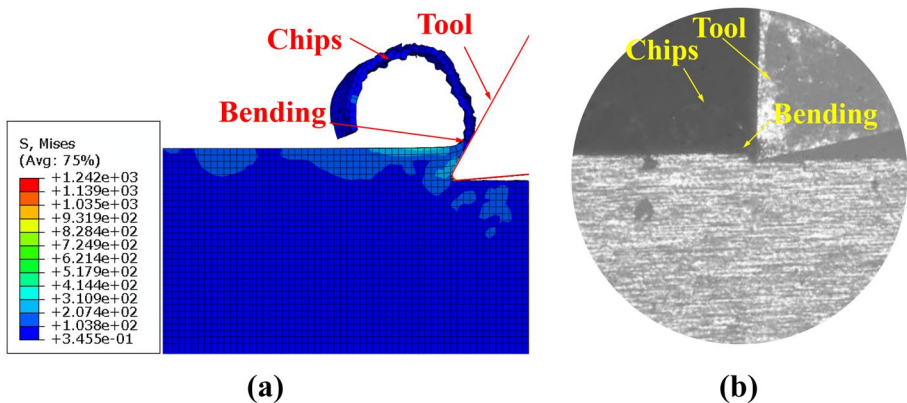 Chips
Tool
Bending
S, Mises
(Avg: 75%)
+1.242e+03
+1.139e+03
+1.035e+03
+9.319e+02
+8.284e+02
+7.249e+02
+6.214e+02
+5.179e+02
+4.144e+02
+3.109e+02
+2.074e+02
+1.038e+02
+3.455e-01
(a)
Tool
Chips
Bending
(b)